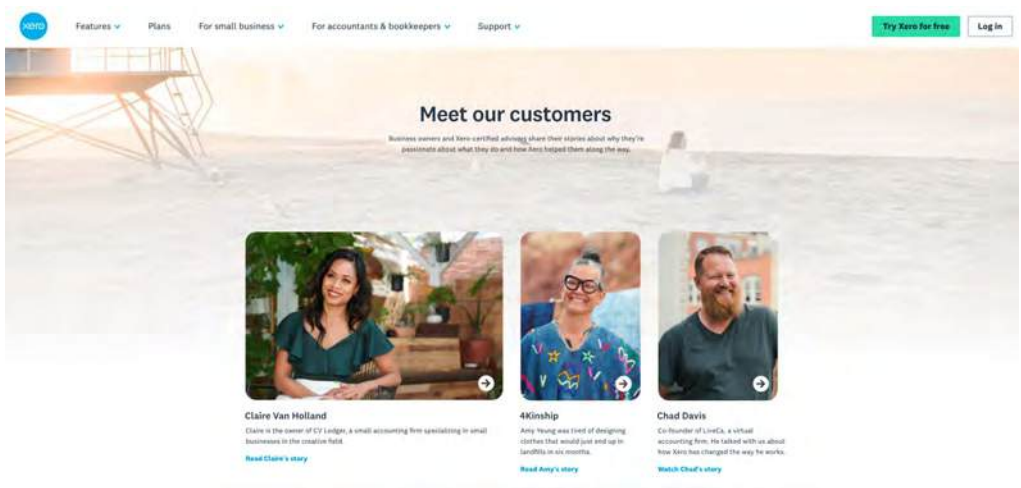 xero
Features
Plans
For small business
For accountants & bookkeepers
Support
Try Xero for free
Log in
Meet our customers
Business owners and Xero-certified advisors share their stories about why they're
passionate about what they do and how Xero helped them along the way.
Claire Van Holland
Claire is the owner of CV Ledger, a small accounting firm specializing in small
businesses in the creative field.
Read Claire's story
4Kinship
Amy Yeung was tired of designing
clothes that would just end up in
landfills in six months.
Read Amy's story
Chad Davis
Co-founder of LiveCa, a virtual
accounting firm. He talked with us about
how Xero has changed the way he works.
Watch Chad's story